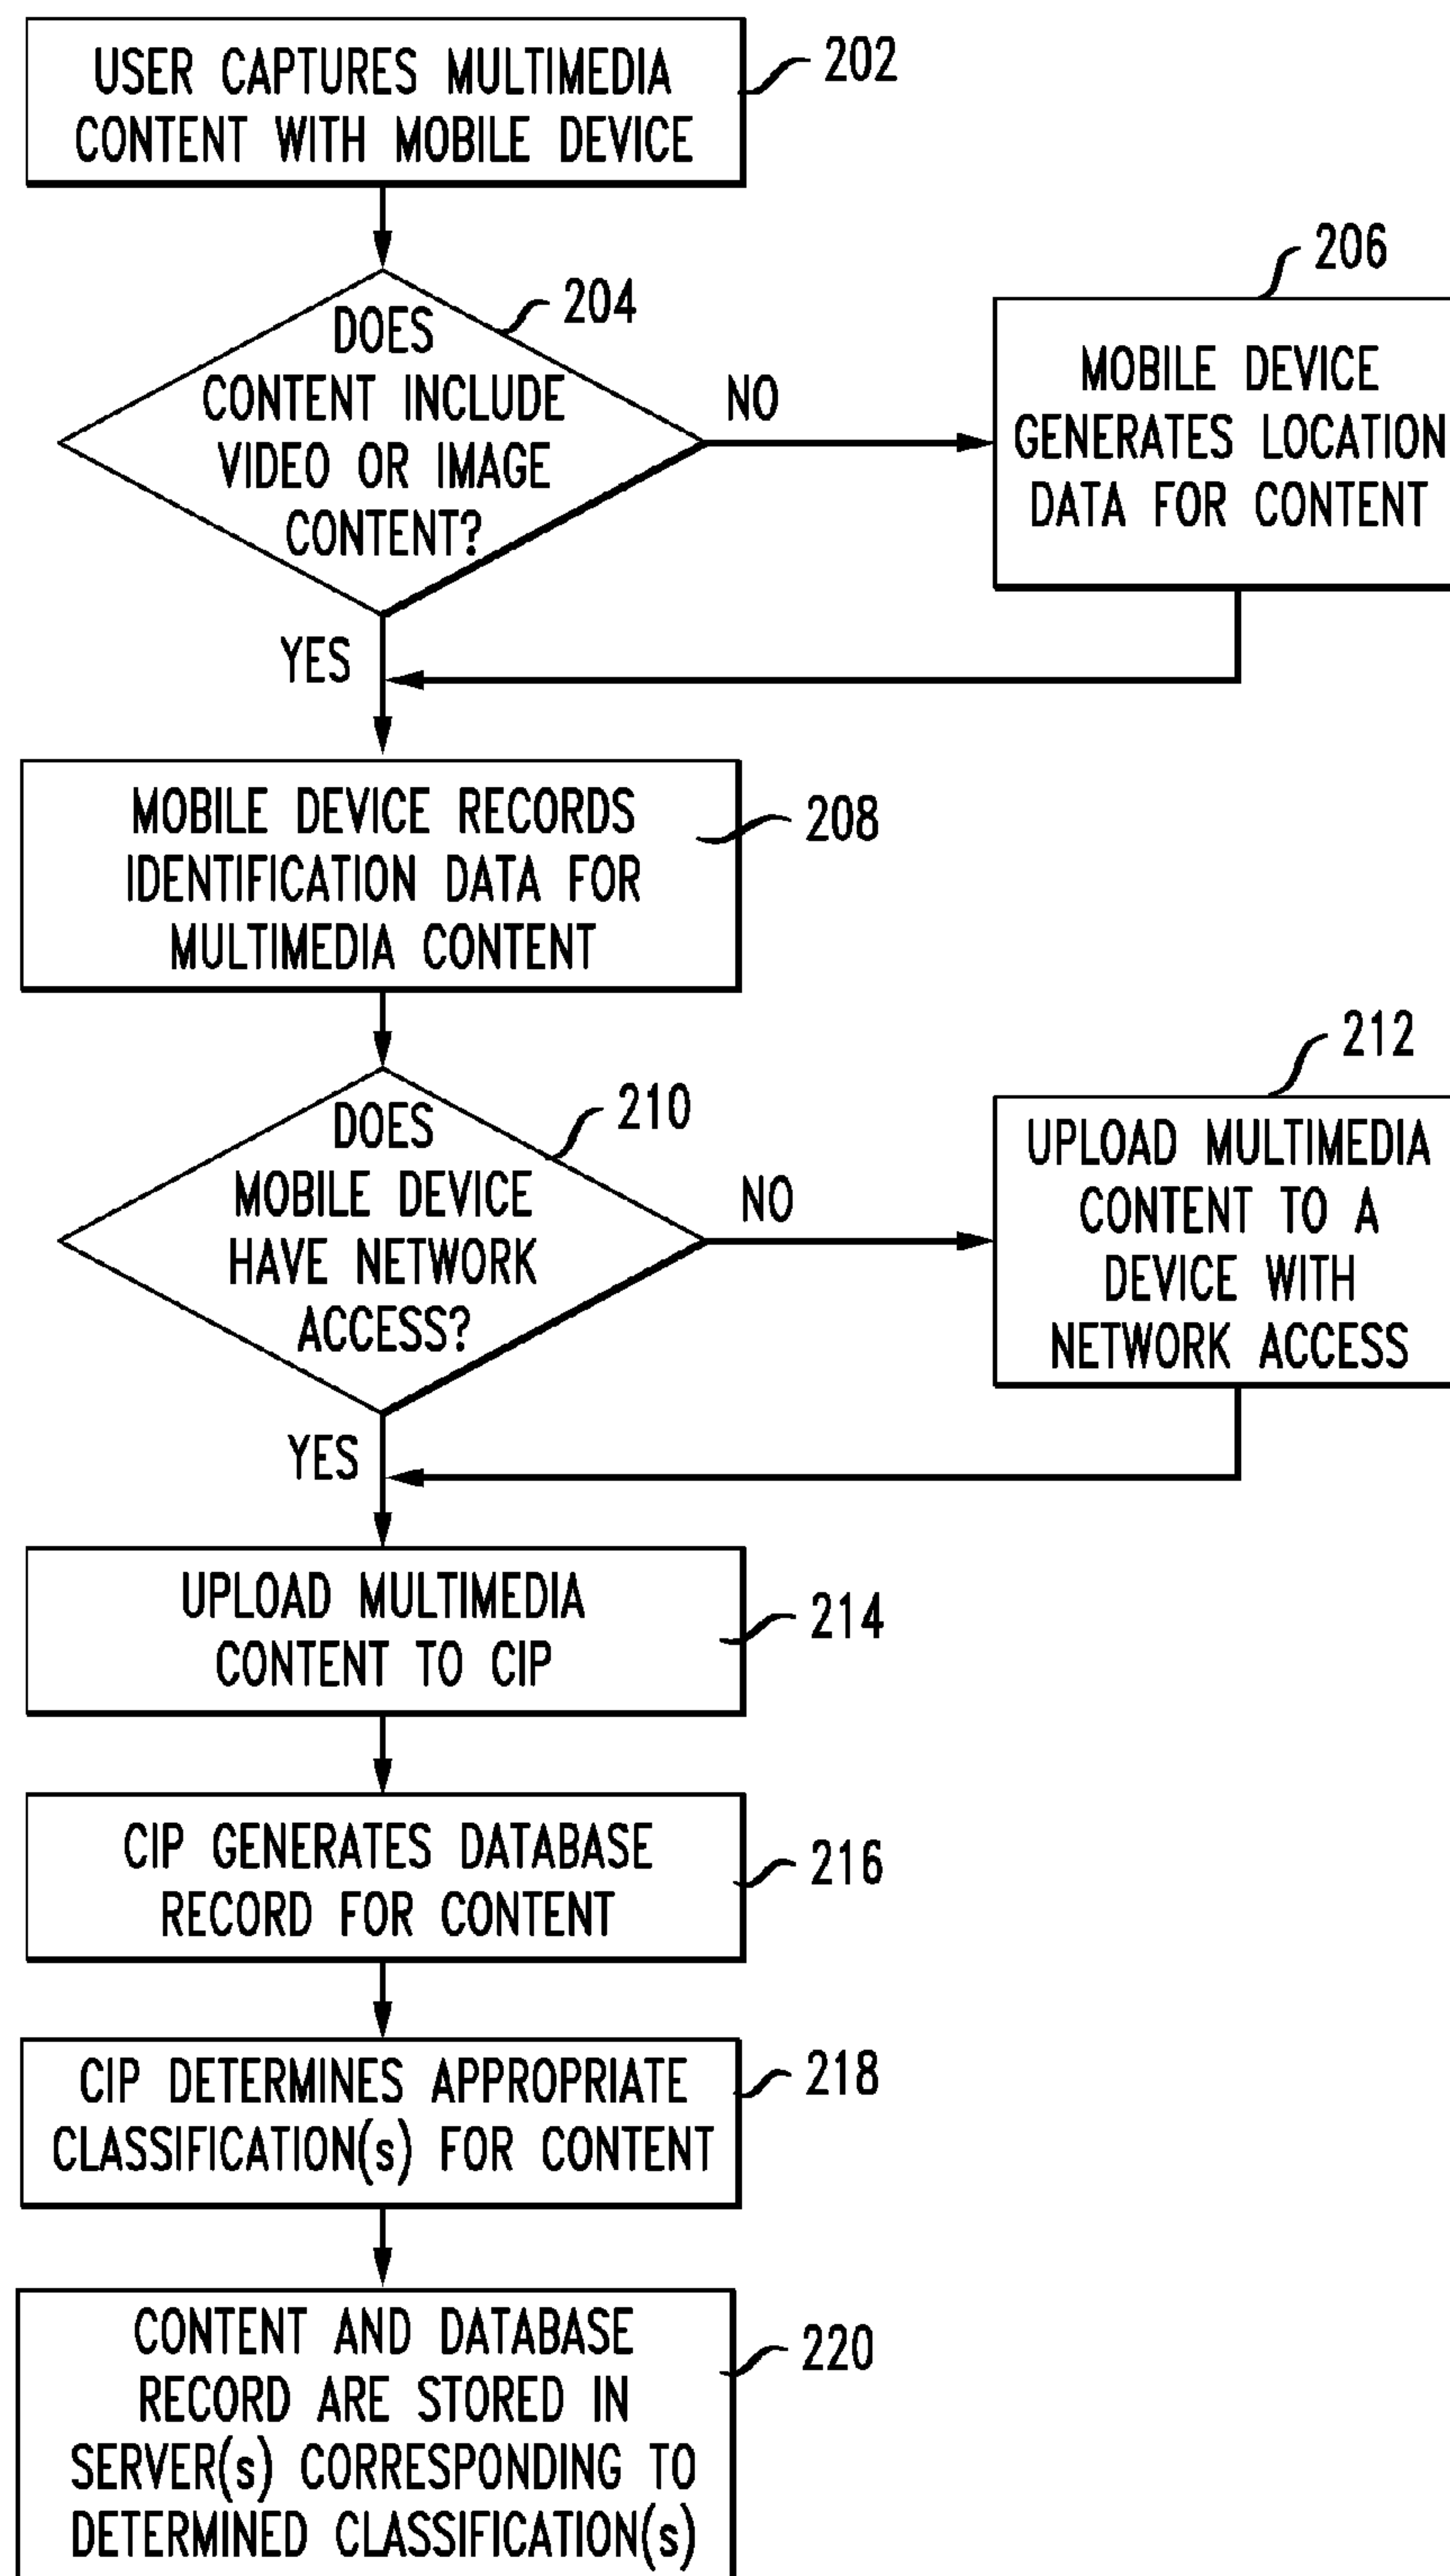 USER CAPTURES MULTIMEDIA
CONTENT WITH MOBILE DEVICE
202
DOES
CONTENT INCLUDE
VIDEO OR IMAGE
CONTENT?
204
NO
206
MOBILE DEVICE
GENERATES LOCATION
DATA FOR CONTENT
YES
MOBILE DEVICE RECORDS
IDENTIFICATION DATA FOR
MULTIMEDIA CONTENT
208
DOES
MOBILE DEVICE
HAVE NETWORK
ACCESS?
210
NO
212
UPLOAD MULTIMEDIA
CONTENT TO A
DEVICE WITH
NETWORK ACCESS
YES
UPLOAD MULTIMEDIA
CONTENT TO CIP
214
CIP GENERATES DATABASE
RECORD FOR CONTENT
216
CIP DETERMINES APPROPRIATE
CLASSIFICATION(s) FOR CONTENT
218
CONTENT AND DATABASE
RECORD ARE STORED IN
SERVER(s) CORRESPONDING TO
DETERMINED CLASSIFICATION(s)
220